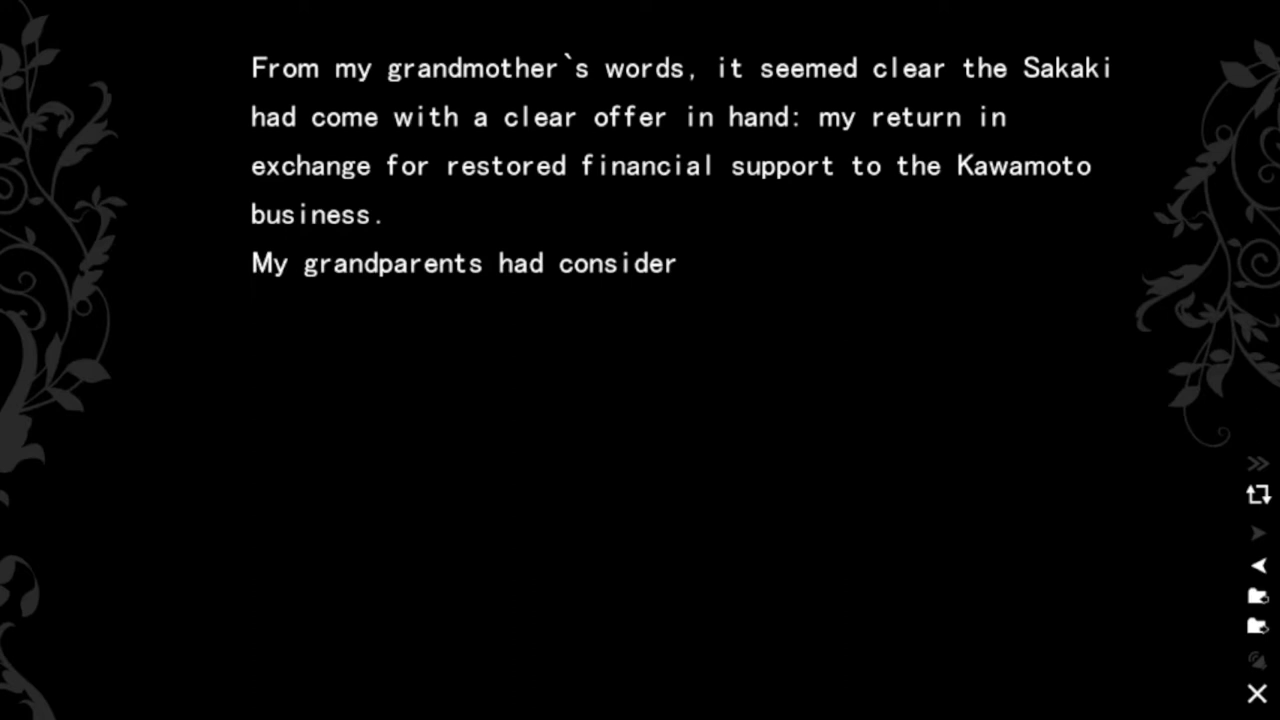 From my grandmother`s words, it seemed clear the Sakaki
had come with a clear offer in hand: my return in
exchange for restored financial support to the Kawamoto
business.
My grandparents had consider